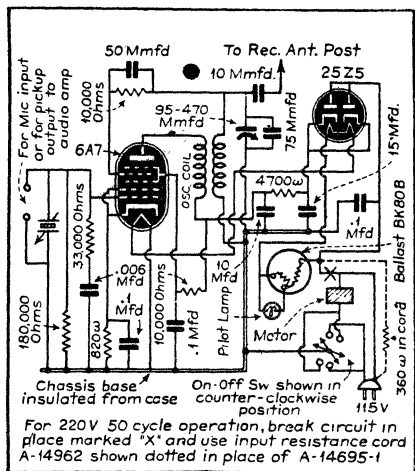 50 Mmfd
To Rec. Ant. Post
10 Mmfd.
25Z5
10,000 Ohms
95-470 Mmfd
75 Mmfd
15 Mfd.
For Mic input
or for pickup
output to
audio amp
6A7
OSC COIL
4700ω
.1 Mfd
Ballast BK80B
33,000 Ohms
.006 Mfd
10 Mfd
180,000 Ohms
.1 Mfd
820ω
10,000 Ohms
.1 Mfd
Pilot Lamp
Motor
X
360ω in cord
115V
Chassis base
insulated from case
On-Off Sw shown in
counter-clockwise
position
For 220V 50 cycle operation, break circuit in
place marked "X" and use input resistance cord
A-14962 shown dotted in place of A-14695-1